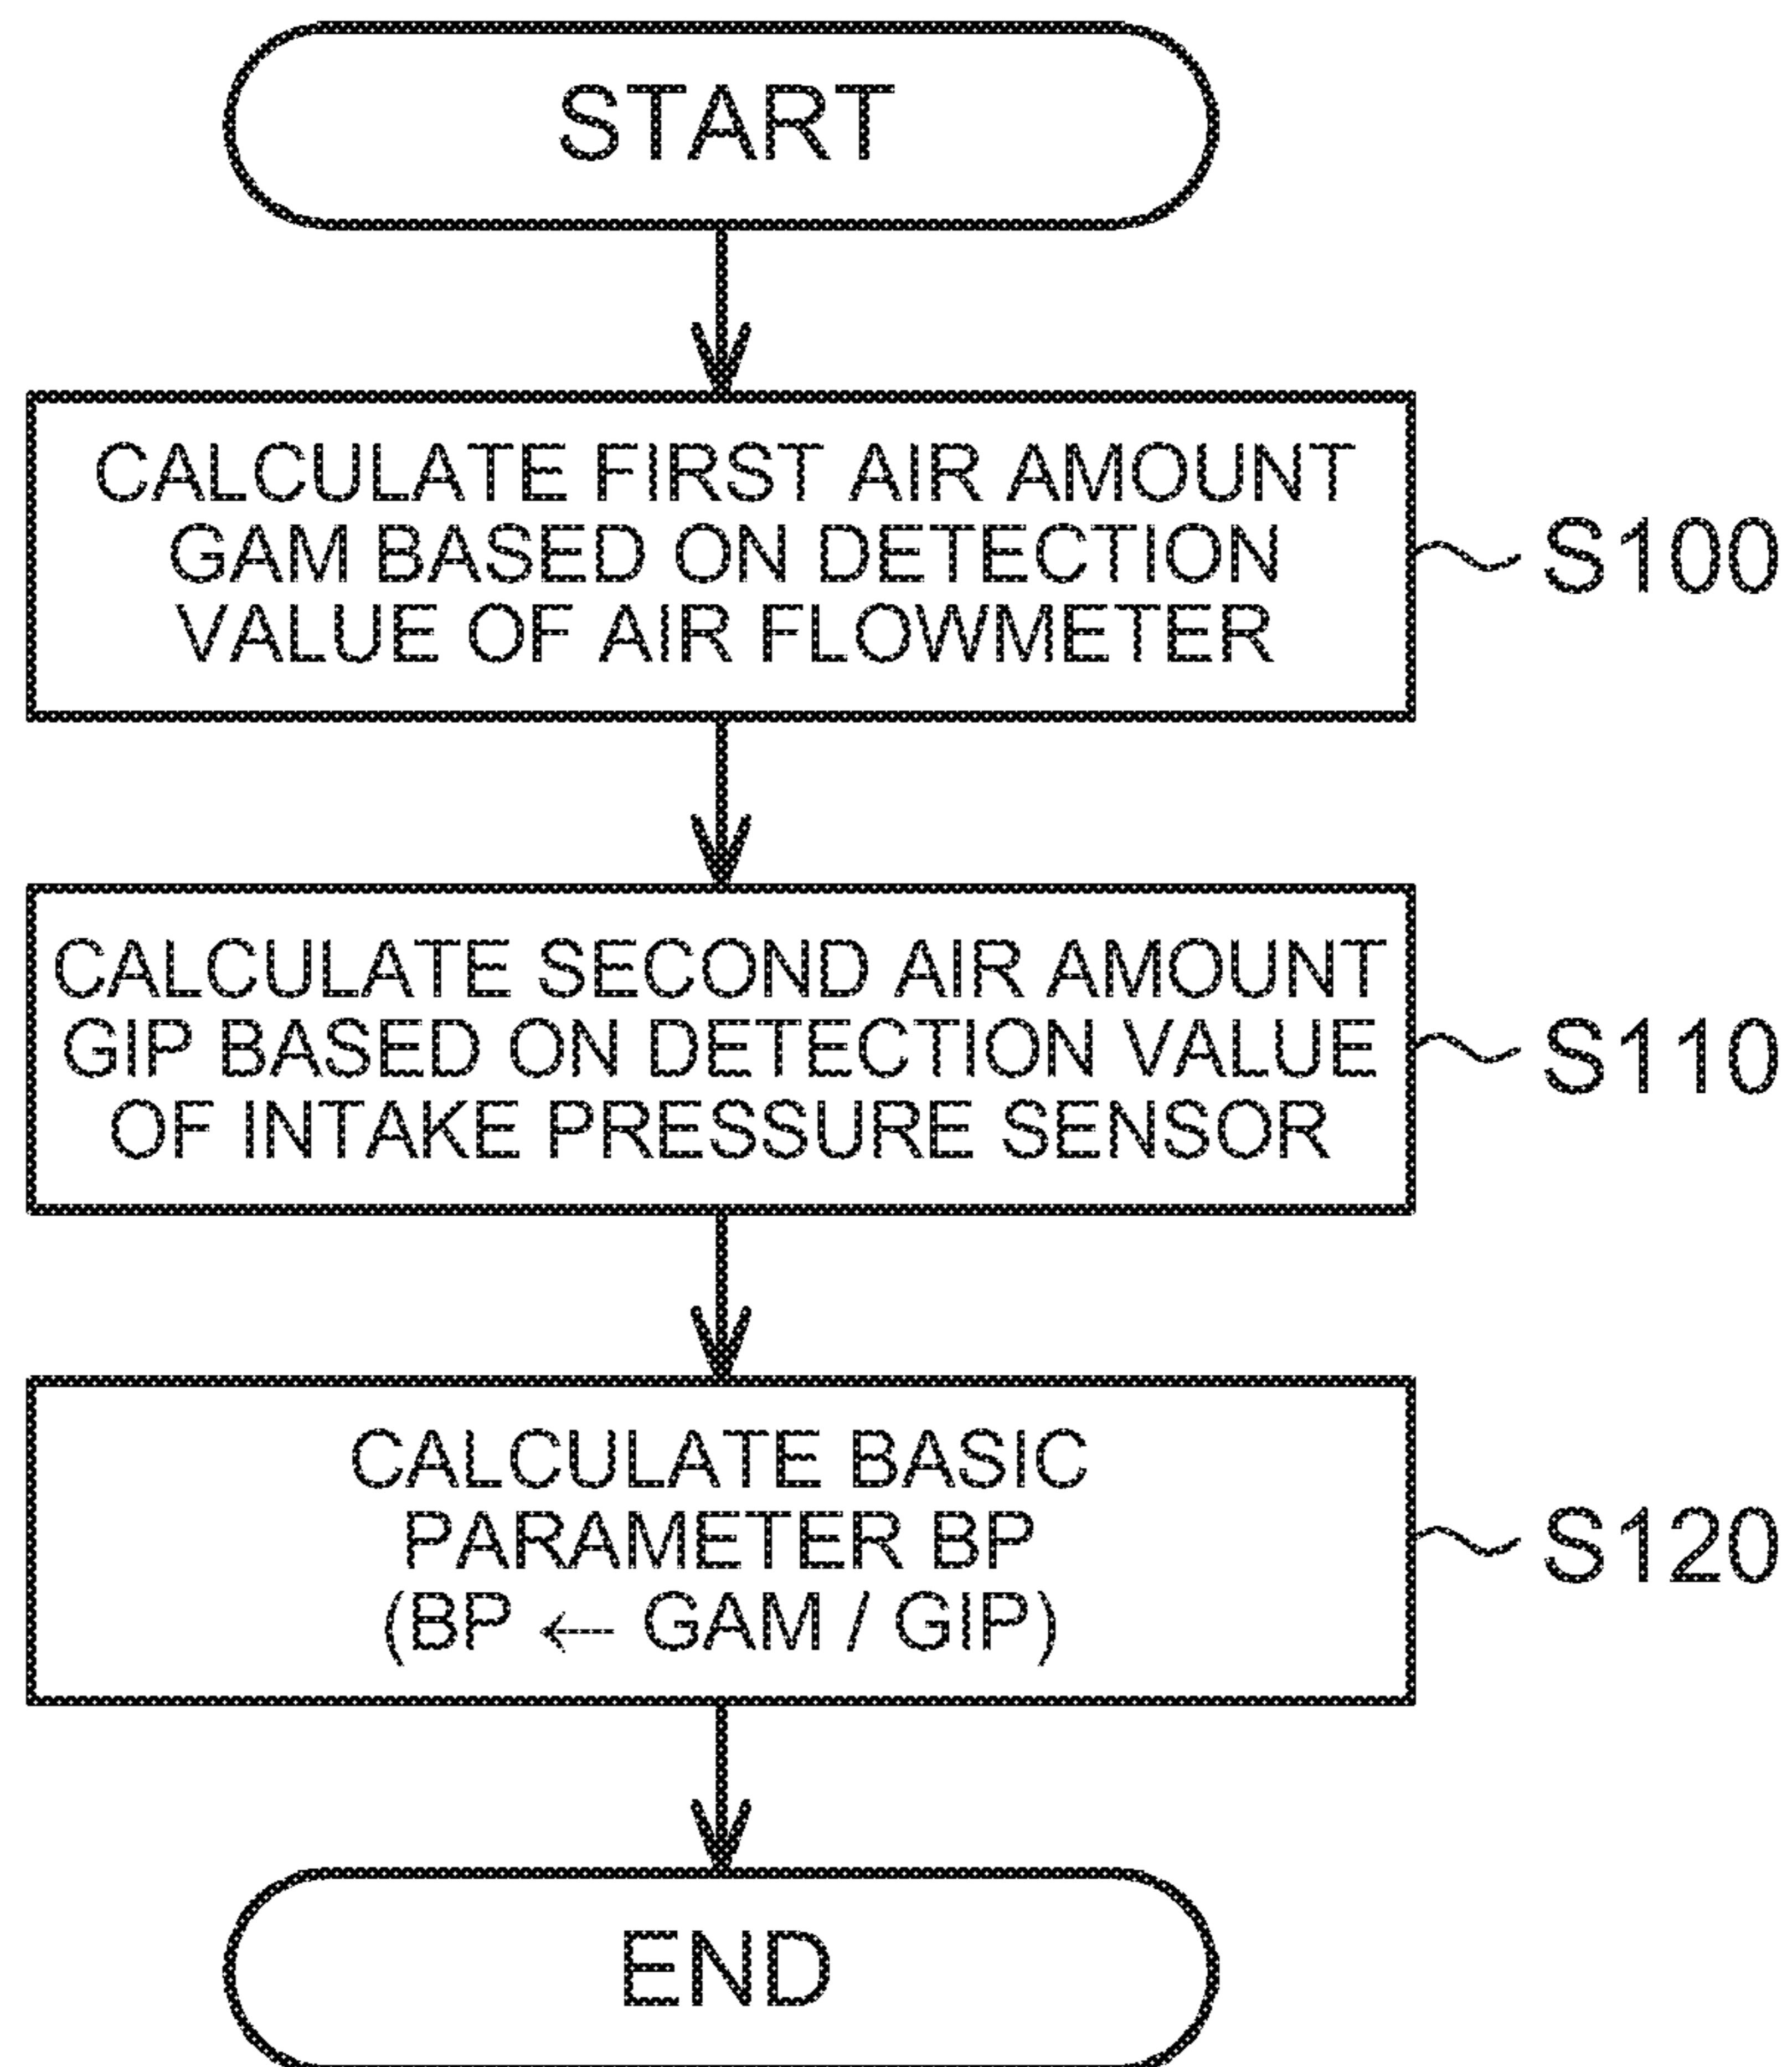 START
CALCULATE FIRST AIR AMOUNT
GAM BASED ON DETECTION
VALUE OF AIR FLOWMETER
S100
CALCULATE SECOND AIR AMOUNT
GIP BASED ON DETECTION VALUE
OF INTAKE PRESSURE SENSOR
S110
CALCULATE BASIC
PARAMETER BP
(BP ← GAM / GIP)
S120
END